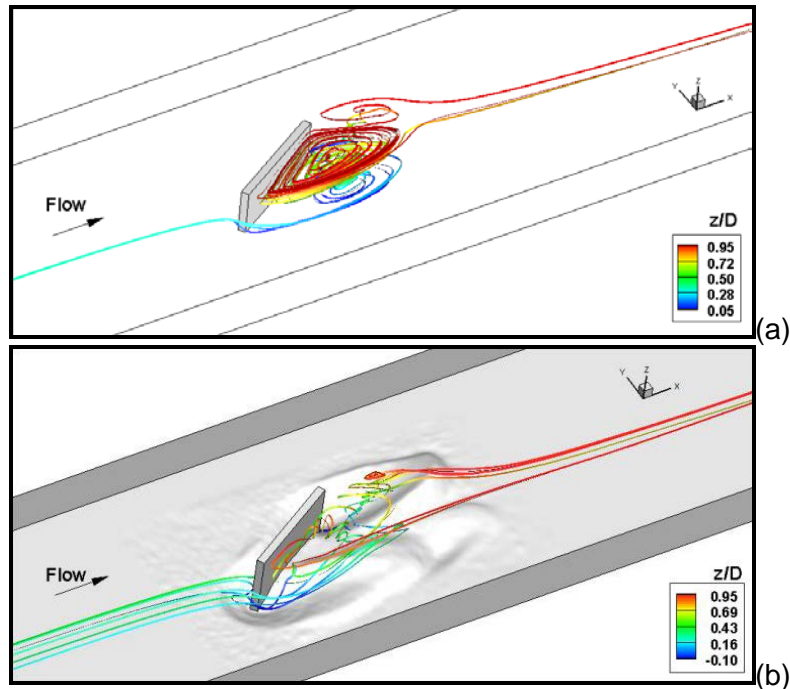 Y Z X
Flow
z/D
0.95
0.72
0.50
0.28
0.05
(a)
Y Z X
Flow
z/D
0.95
0.69
0.43
0.16
-0.10
(b)